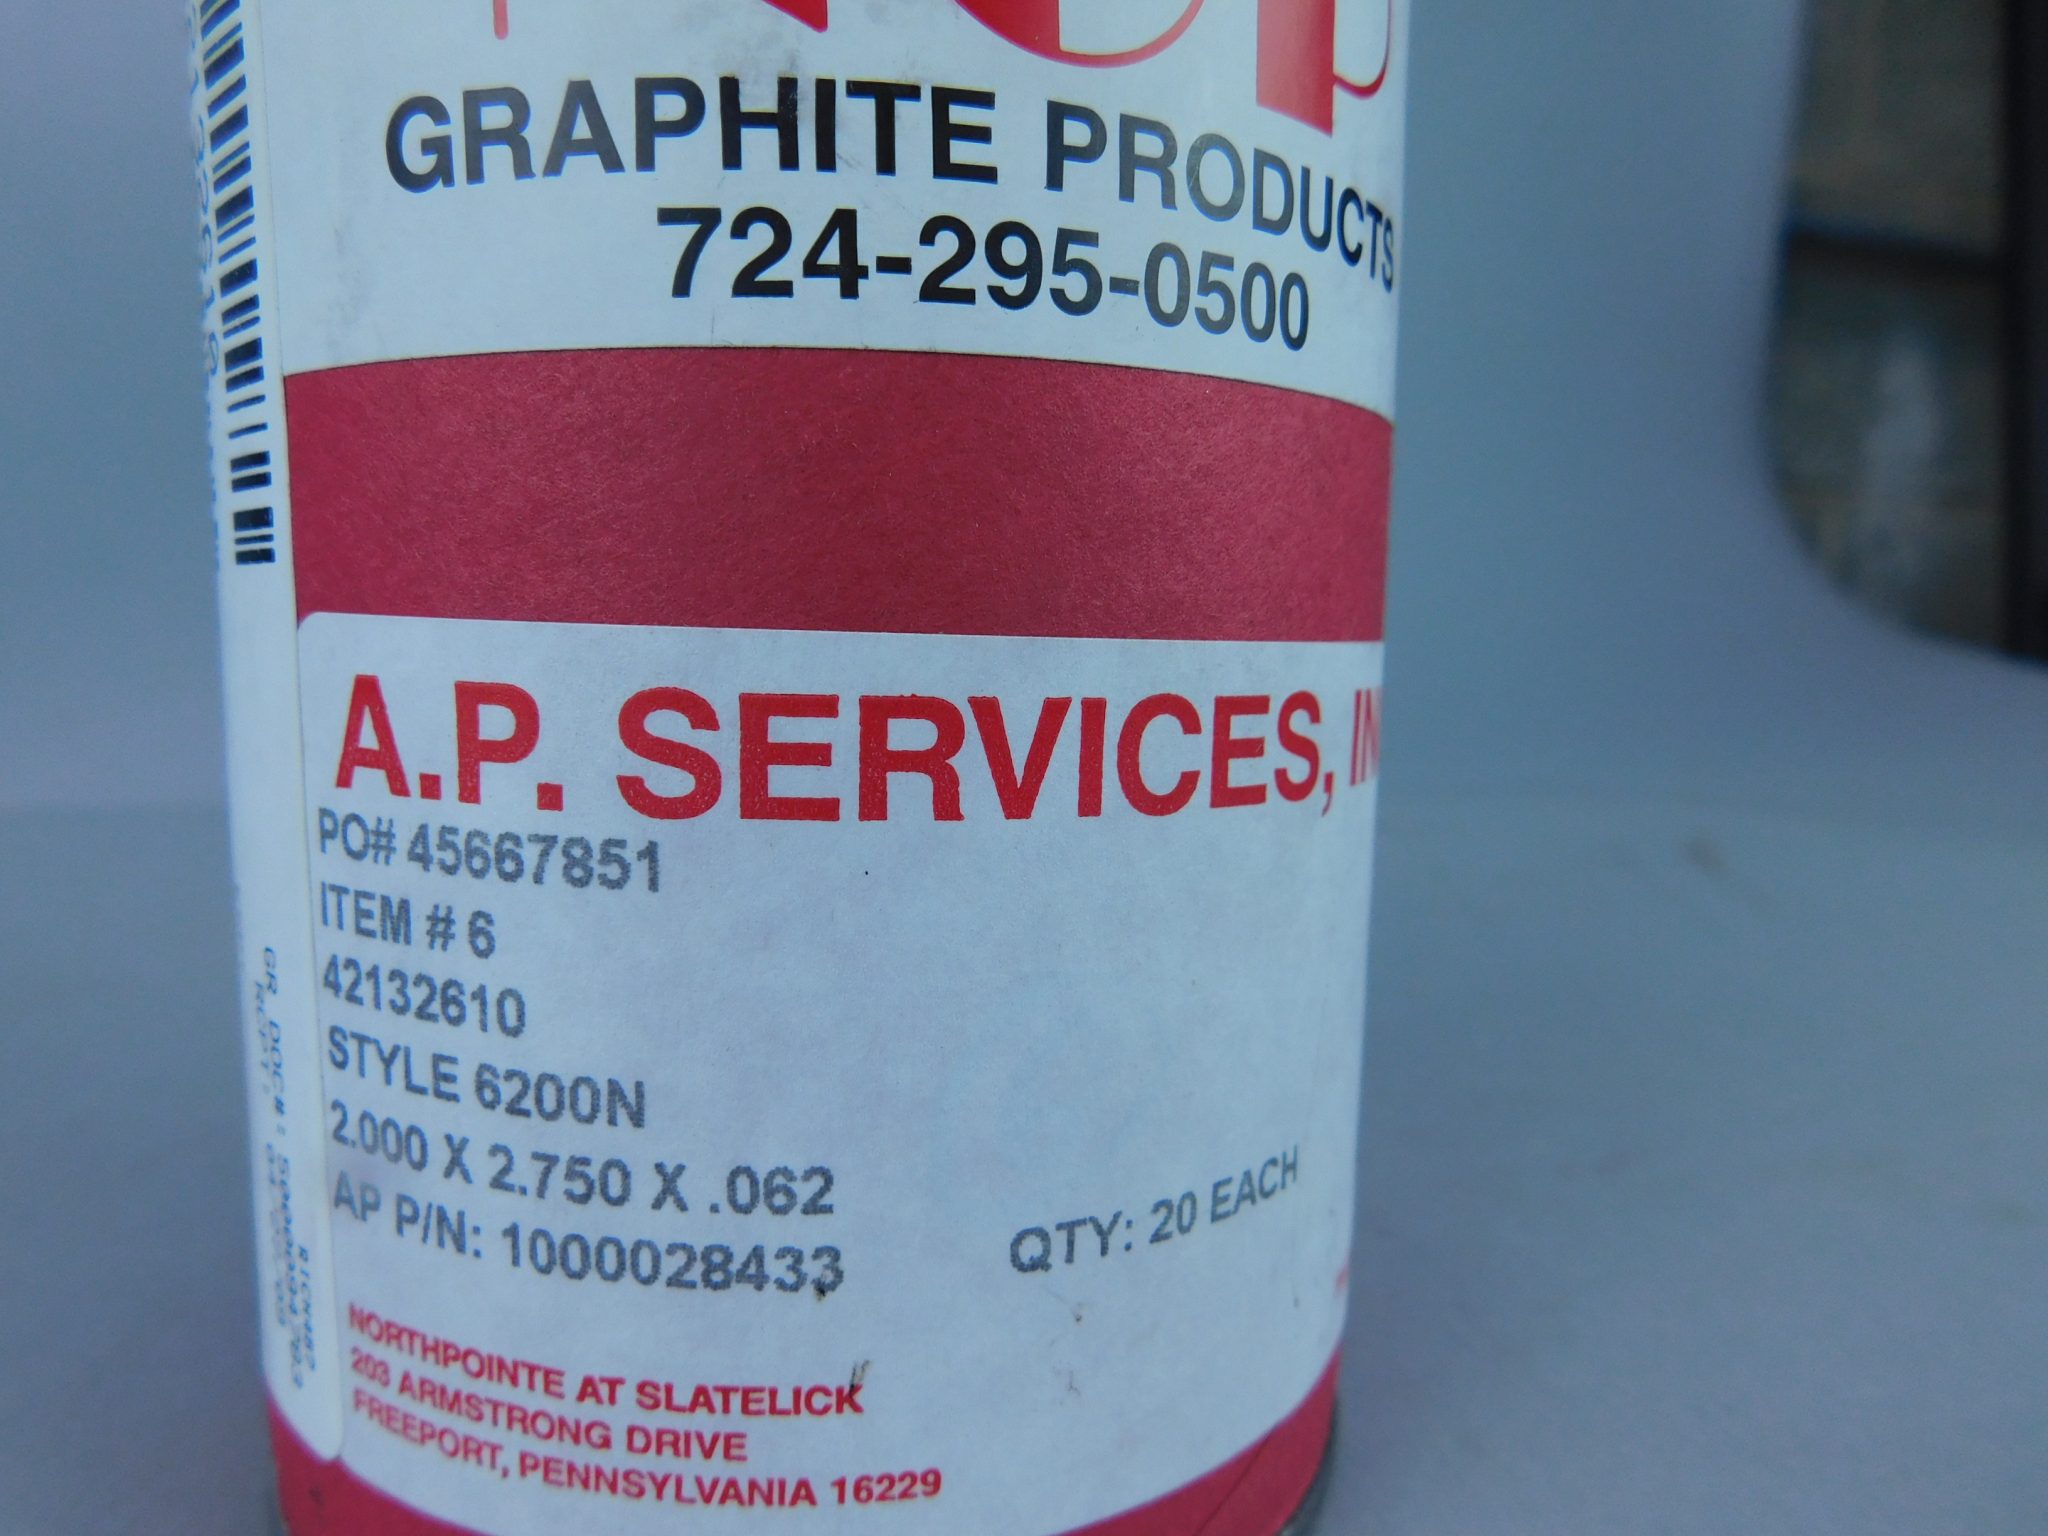 GRAPHITE PRODUCTS
724-295-0500
A.P. SERVICES, IN
PO# 45667851
ITEM # 6
42132610
STYLE 6200N
2.000 X 2.750 X .062
AP P/N: 1000028433
QTY: 20 EACH
NORTHPOINTE AT SLATELICK
203 ARMSTRONG DRIVE
FREEPORT, PENNSYLVANIA 16229